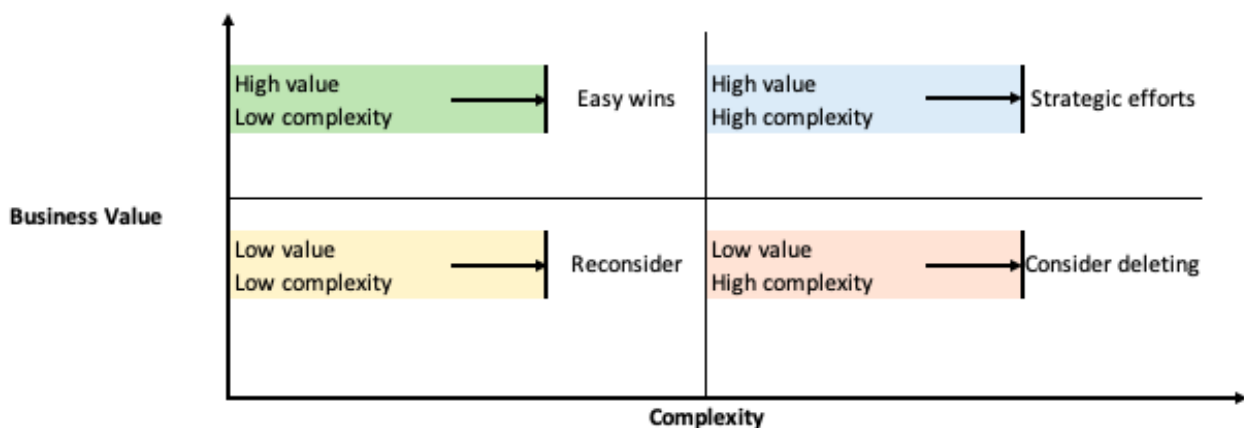 High value
Low complexity
Easy wins
High value
High complexity
Strategic efforts
Business Value
Low value
Low complexity
Reconsider
Low value
High complexity
Consider deleting
Complexity